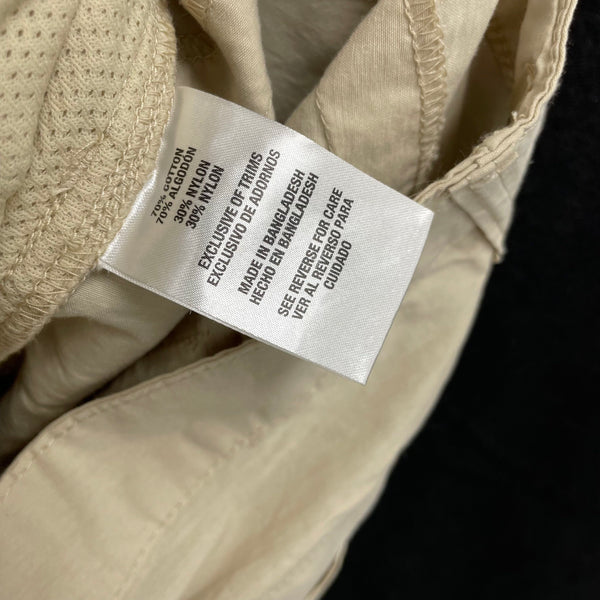 70% COTTON
70% ALGODÓN
30% NYLON
30% NYLON
EXCLUSIVE OF TRIMS
EXCLUSIVO DE ADORNOS
MADE IN BANGLADESH
HECHO EN BANGLADESH
SEE REVERSE FOR CARE
VER AL REVERSO PARA
CUIDADO